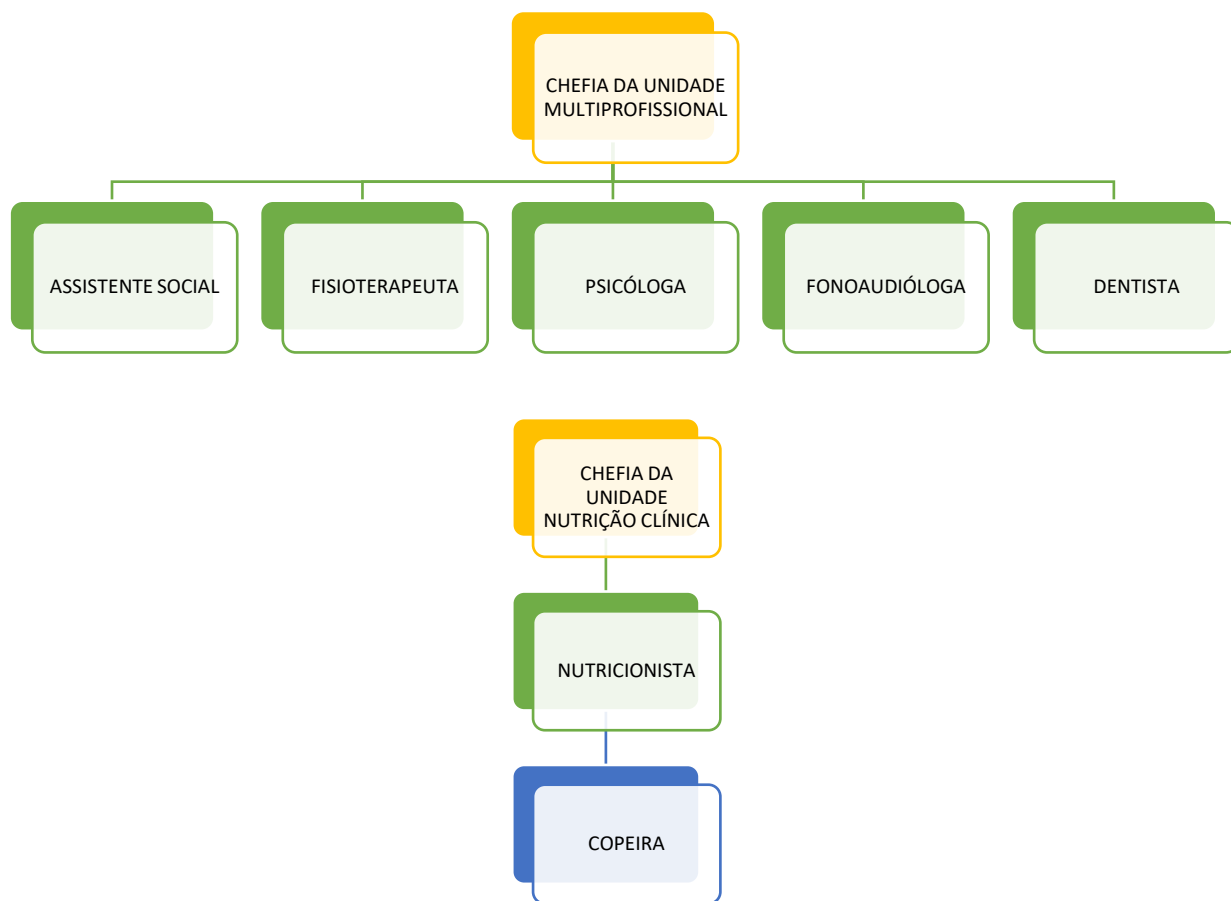 CHEFIA DA UNIDADE
MULTIPROFISSIONAL
ASSISTENTE SOCIAL
FISIOTERAPEUTA
PSICÓLOGA
FONOAUDIÓLOGA
DENTISTA
CHEFIA DA
UNIDADE
NUTRIÇÃO CLÍNICA
NUTRICIONISTA
COPEIRA